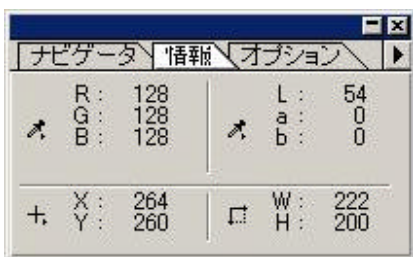 ナビゲータ 情報 オプション
R : 128 L : 54
G : 128 a : 0
B : 128 b : 0
X : 264 W : 222
Y : 260 H : 200